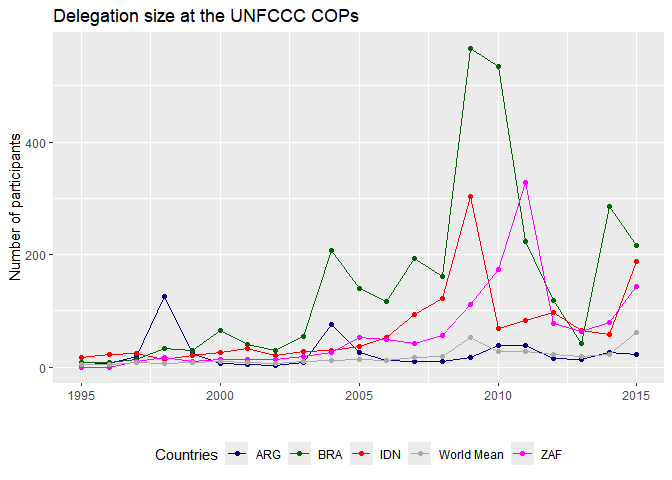 Delegation size at the UNFCCC COPs
Number of participants
400
200
0
1995 2000 2005 2010 2015
Countries ARG BRA IDN World Mean ZAF